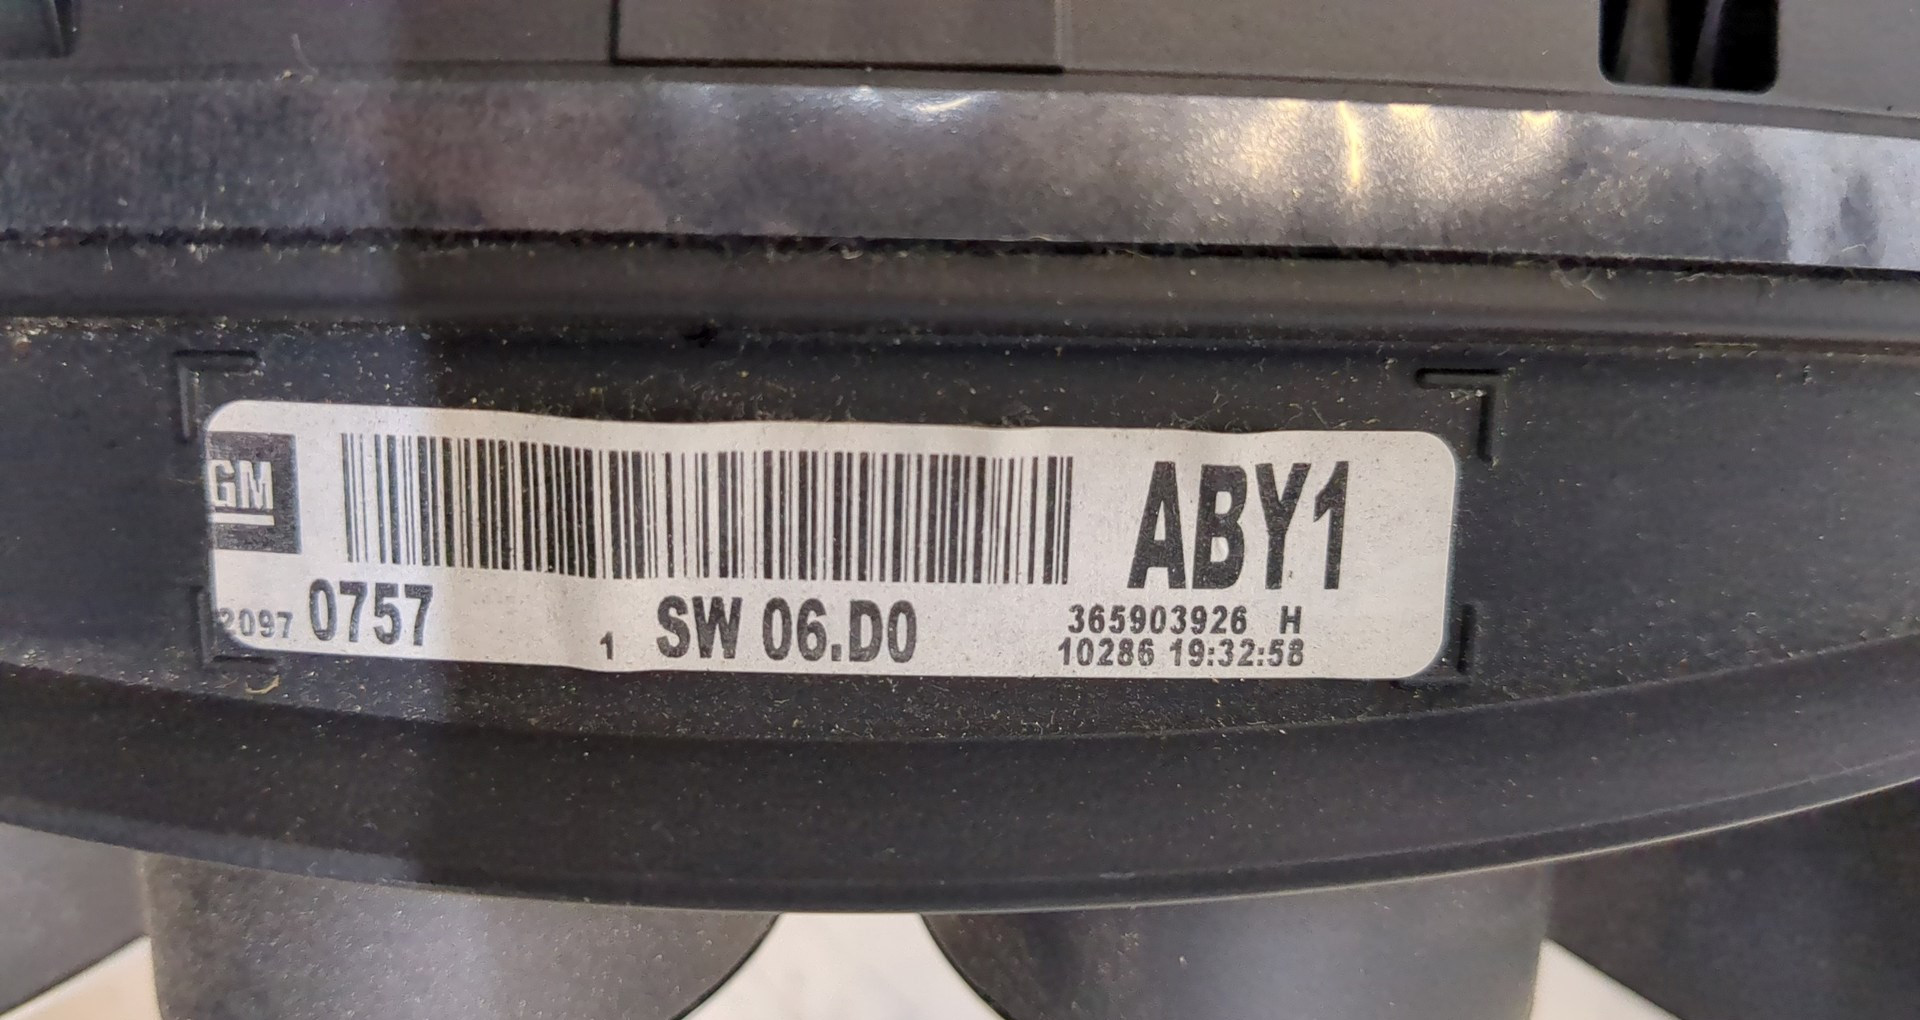 GM
ABY1
2097 0757 1 SW 06.D0
365903926 H
10286 19:32:58